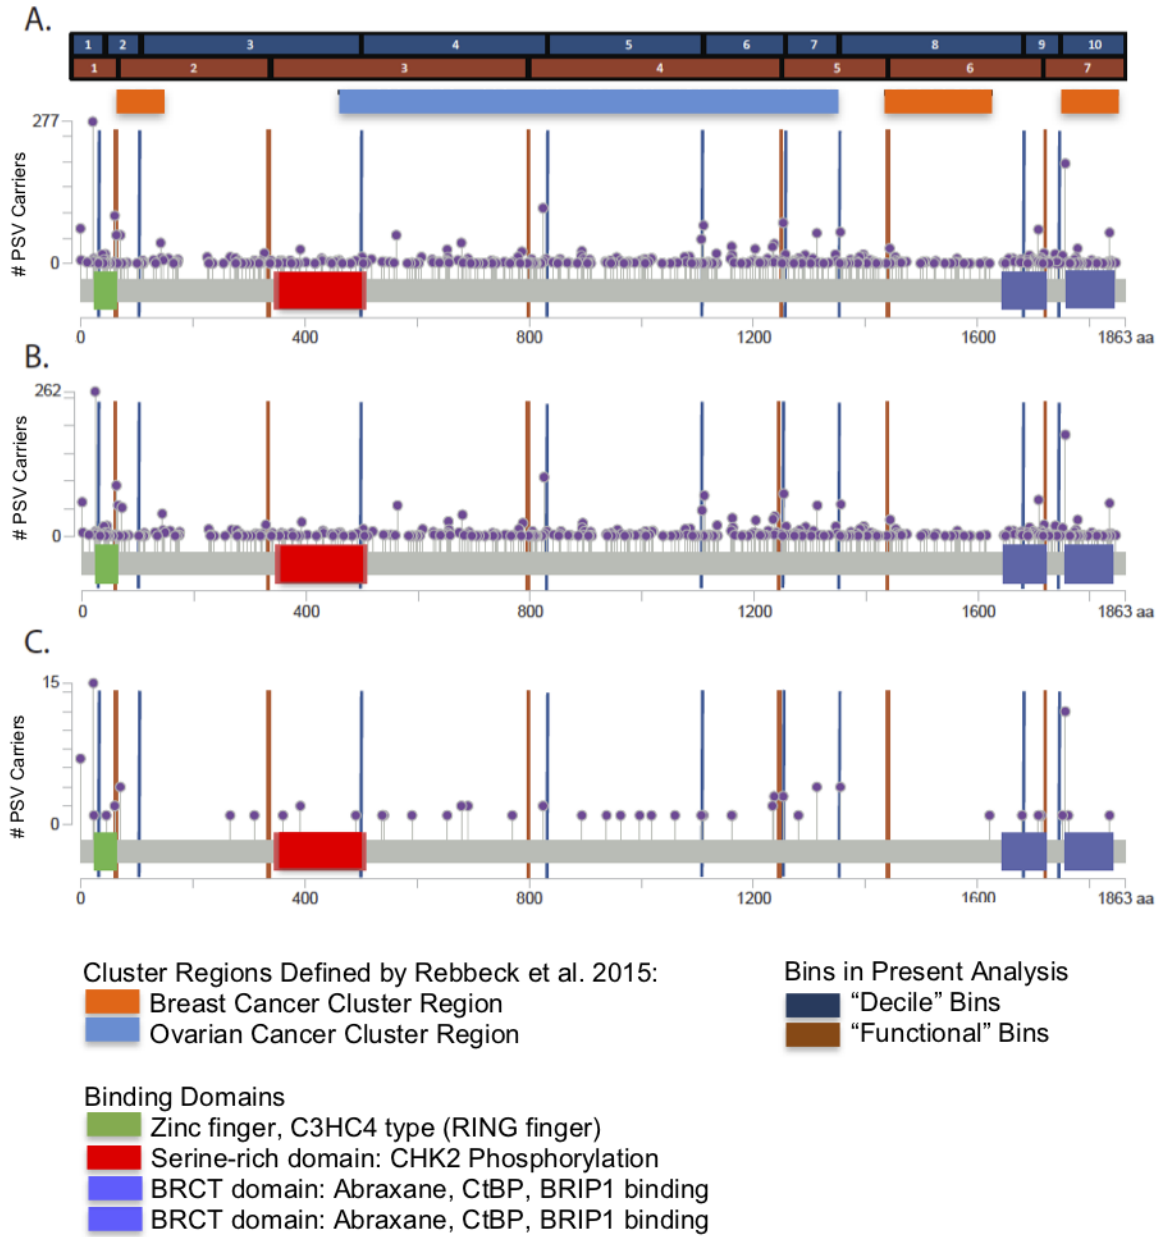 A.
1 2 3 4 5 6 7 8 9 10
1 2 3 4 5 6 7
277
# PSV Carriers
0
0 400 800 1200 1600 1863 aa
B.
262
# PSV Carriers
0
0 400 800 1200 1600 1863 aa
C.
15
# PSV Carriers
0
0 400 800 1200 1600 1863 aa
Cluster Regions Defined by Rebbeck et al. 2015:
Breast Cancer Cluster Region
Ovarian Cancer Cluster Region
Bins in Present Analysis
“Decile” Bins
“Functional” Bins
Binding Domains
Zinc finger, C3HC4 type (RING finger)
Serine-rich domain: CHK2 Phosphorylation
BRCT domain: Abraxane, CtBP, BRIP1 binding
BRCT domain: Abraxane, CtBP, BRIP1 binding